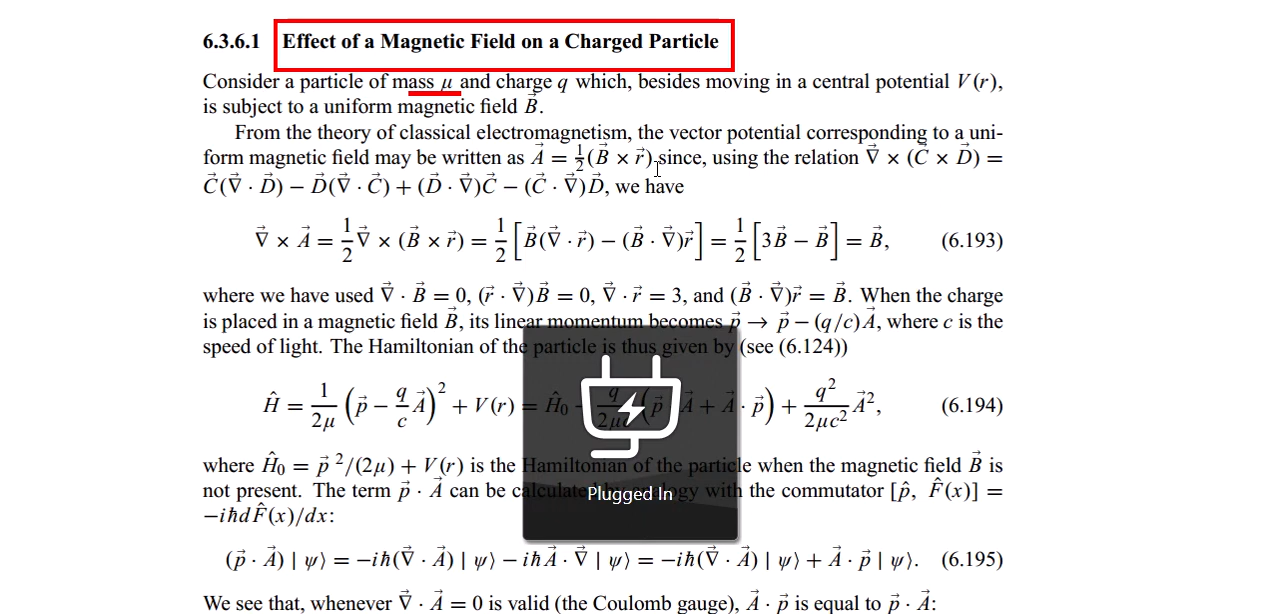 6.3.6.1 Effect of a Magnetic Field on a Charged Particle
Consider a particle of mass μ and charge q which, besides moving in a central potential V(r),
is subject to a uniform magnetic field B⃗.
From the theory of classical electromagnetism, the vector potential corresponding to a uni-
form magnetic field may be written as A⃗ = ½(B⃗ × r⃗) since, using the relation ∇⃗ × (C⃗ × D⃗) =
C⃗(∇⃗ · D⃗) − D⃗(∇⃗ · C⃗) + (D⃗ · ∇⃗)C⃗ − (C⃗ · ∇⃗)D⃗, we have
∇⃗ × A⃗ = ½∇⃗ × (B⃗ × r⃗) = ½[B⃗(∇⃗ · r⃗) − (B⃗ · ∇⃗)r⃗] = ½[3B⃗ − B⃗] = B⃗, (6.193)
where we have used ∇⃗ · B⃗ = 0, (r⃗ · ∇⃗)B⃗ = 0, ∇⃗ · r⃗ = 3, and (B⃗ · ∇⃗)r⃗ = B⃗. When the charge
is placed in a magnetic field B⃗, its linear momentum becomes p⃗ → p⃗ − (q/c)A⃗, where c is the
speed of light. The Hamiltonian of the particle is thus given by (see (6.124))
Ĥ = 1/2μ (p⃗ − q/c A⃗)² + V(r) = Ĥ₀ − q/2μc (p⃗ · A⃗ + A⃗ · p⃗) + q²/2μc² A⃗², (6.194)
where Ĥ₀ = p⃗ ²/(2μ) + V(r) is the Hamiltonian of the particle when the magnetic field B⃗ is
not present. The term p⃗ · A⃗ can be calculated by analogy with the commutator [p̂, F̂(x)] =
−iℏdF̂(x)/dx:
Plugged In
(p⃗ · A⃗) | ψ⟩ = −iℏ(∇⃗ · A⃗) | ψ⟩ − iℏA⃗ · ∇⃗ | ψ⟩ = −iℏ(∇⃗ · A⃗) | ψ⟩ + A⃗ · p⃗ | ψ⟩. (6.195)
We see that, whenever ∇⃗ · A⃗ = 0 is valid (the Coulomb gauge), A⃗ · p⃗ is equal to p⃗ · A⃗: